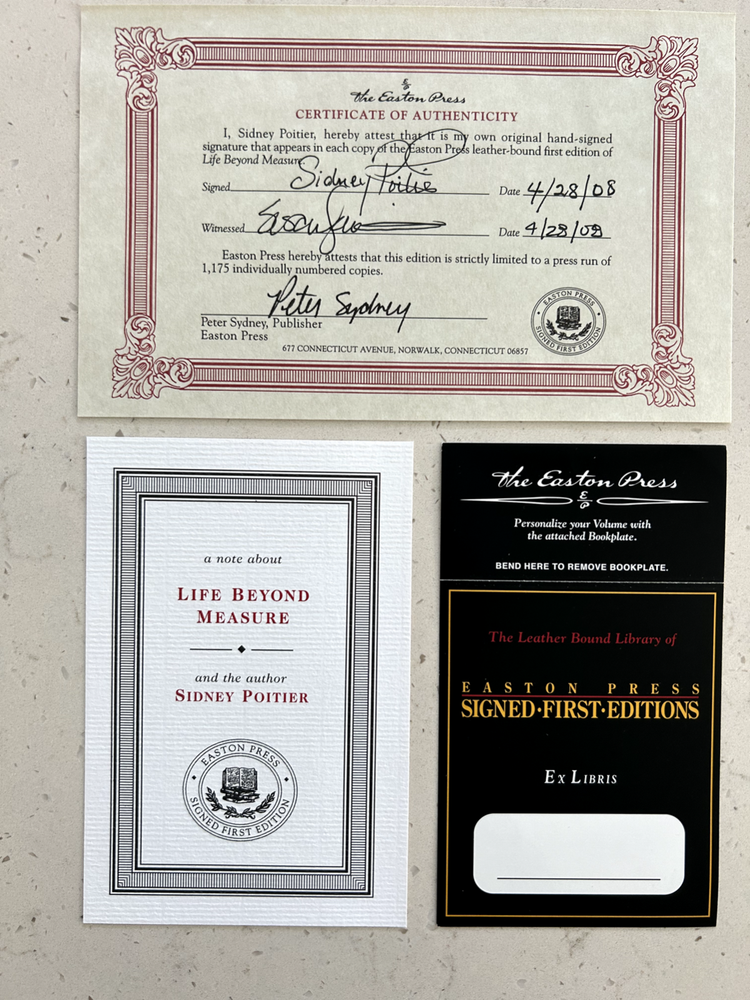 The Easton Press
CERTIFICATE OF AUTHENTICITY
I, Sidney Poitier, hereby attest that it is my own original hand-signed
signature that appears in each copy of the Easton Press leather-bound first edition of
Life Beyond Measure.
Signed Sidney Poitier Date 4/28/08
Witnessed Date 4/28/08
Easton Press hereby attests that this edition is strictly limited to a press run of
1,175 individually numbered copies.
Peter Sydney
Peter Sydney, Publisher
Easton Press
677 CONNECTICUT AVENUE, NORWALK, CONNECTICUT 06857
EASTON PRESS
SIGNED FIRST EDITION
a note about
LIFE BEYOND
MEASURE
and the author
SIDNEY POITIER
EASTON PRESS
SIGNED FIRST EDITION
The Easton Press
E
P
Personalize your Volume with
the attached Bookplate.
BEND HERE TO REMOVE BOOKPLATE.
The Leather Bound Library of
EASTON PRESS
SIGNED·FIRST·EDITIONS
EX LIBRIS